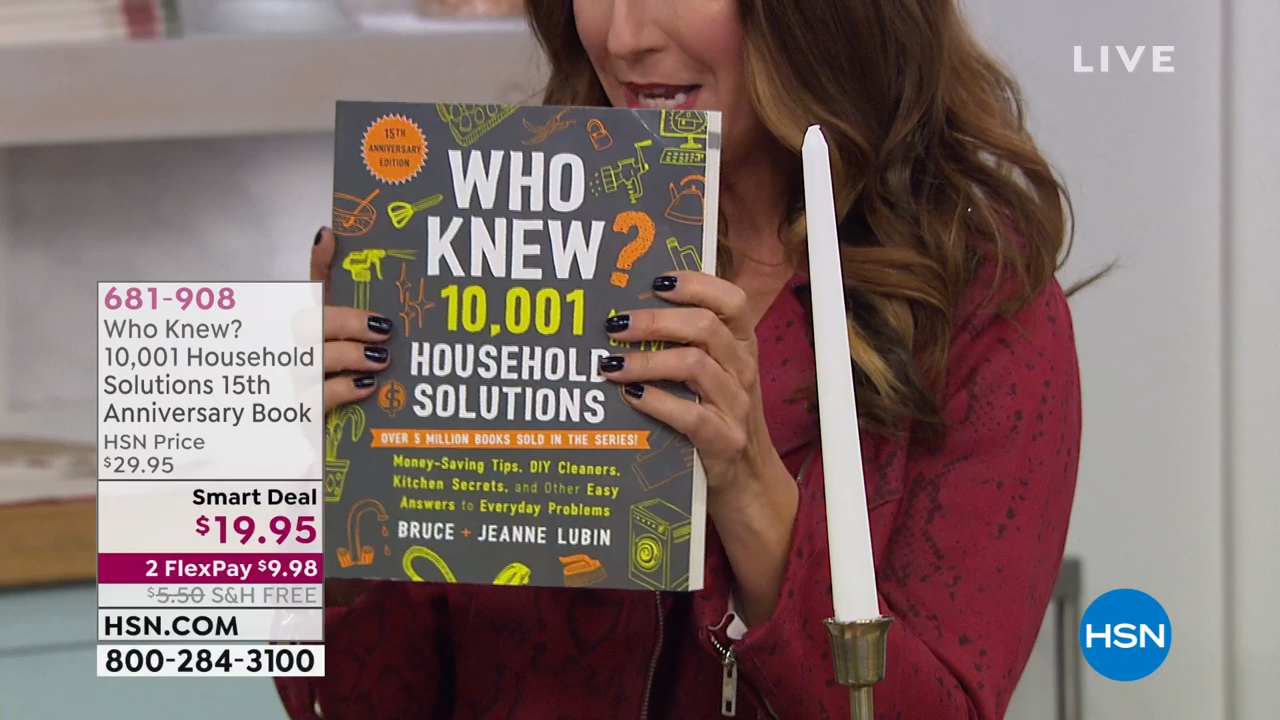 LIVE
15TH
ANNIVERSARY
EDITION
WHO
KNEW?
10,001
HOUSEHOLD
SOLUTIONS
OVER 5 MILLION BOOKS SOLD IN THE SERIES!
Money-Saving Tips, DIY Cleaners,
Kitchen Secrets, and Other Easy
Answers to Everyday Problems
BRUCE + JEANNE LUBIN
681-908
Who Knew?
10,001 Household
Solutions 15th
Anniversary Book
HSN Price
$29.95
Smart Deal
$19.95
2 FlexPay $9.98
$5.50 S&H FREE
HSN.COM
800-284-3100
HSN